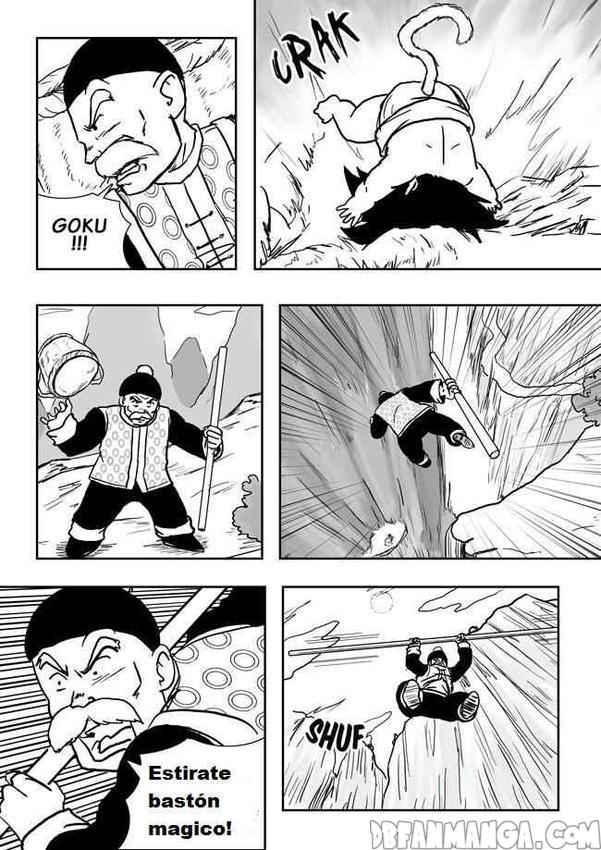 GOKU
!!!
CRAK
SHUF
Estirate
bastón
magico!
DBFANMANGA.COM